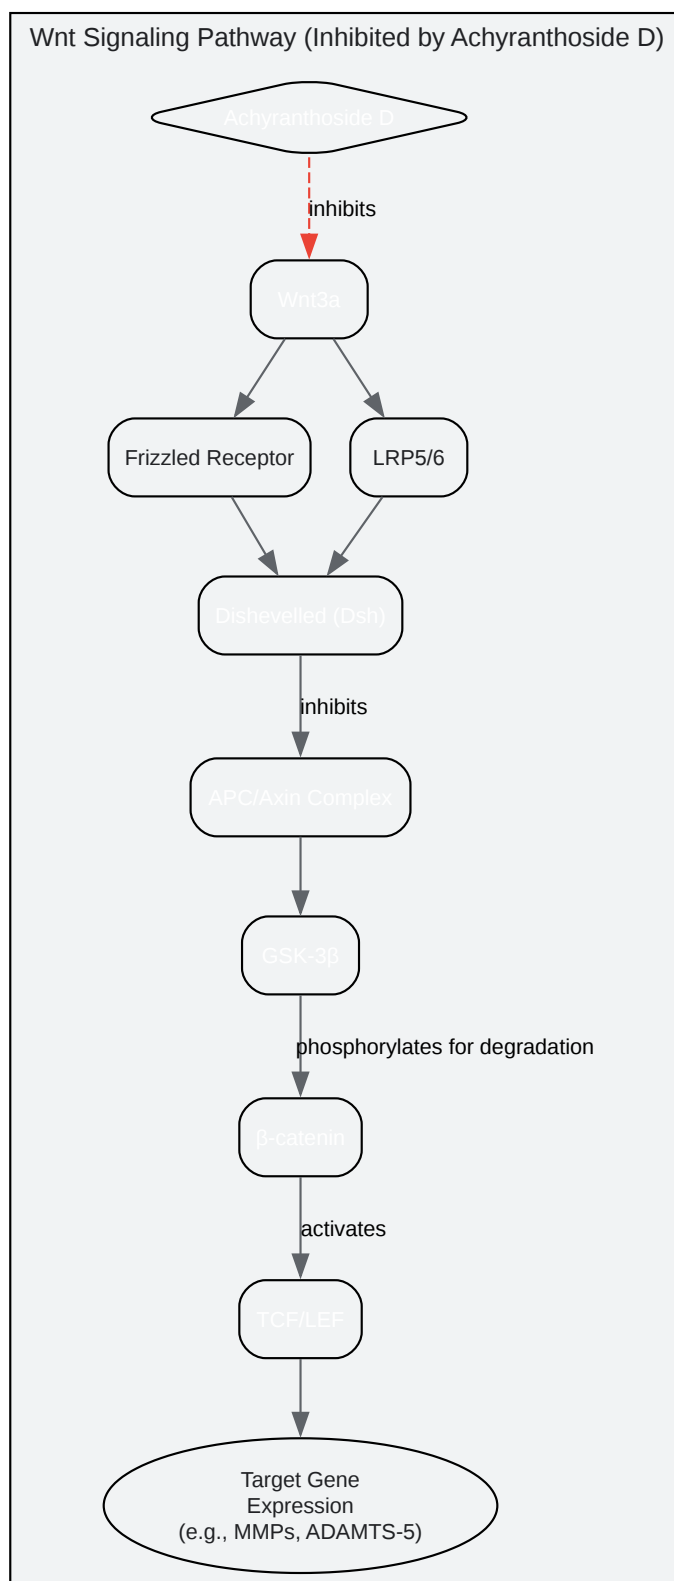 Wnt Signaling Pathway (Inhibited by Achyranthoside D)
Achyranthoside D
inhibits
Wnt3a
Frizzled Receptor
LRP5/6
Dishevelled (Dsh)
inhibits
APC/Axin Complex
GSK-3β
phosphorylates for degradation
β-catenin
activates
TCF/LEF
Target Gene
Expression
(e.g., MMPs, ADAMTS-5)